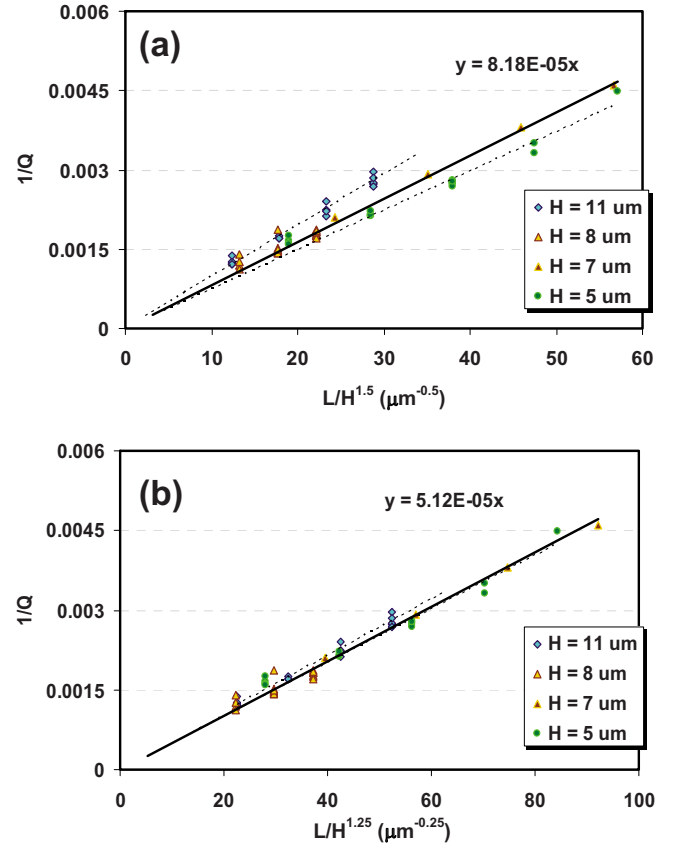 (a)
y = 8.18E-05x
0.006
0.0045
0.003
0.0015
0
1/Q
H = 11 um
H = 8 um
H = 7 um
H = 5 um
0 10 20 30 40 50 60
L/H^1.5 (μm^-0.5)
(b)
y = 5.12E-05x
0.006
0.0045
0.003
0.0015
0
1/Q
H = 11 um
H = 8 um
H = 7 um
H = 5 um
0 20 40 60 80 100
L/H^1.25 (μm^-0.25)